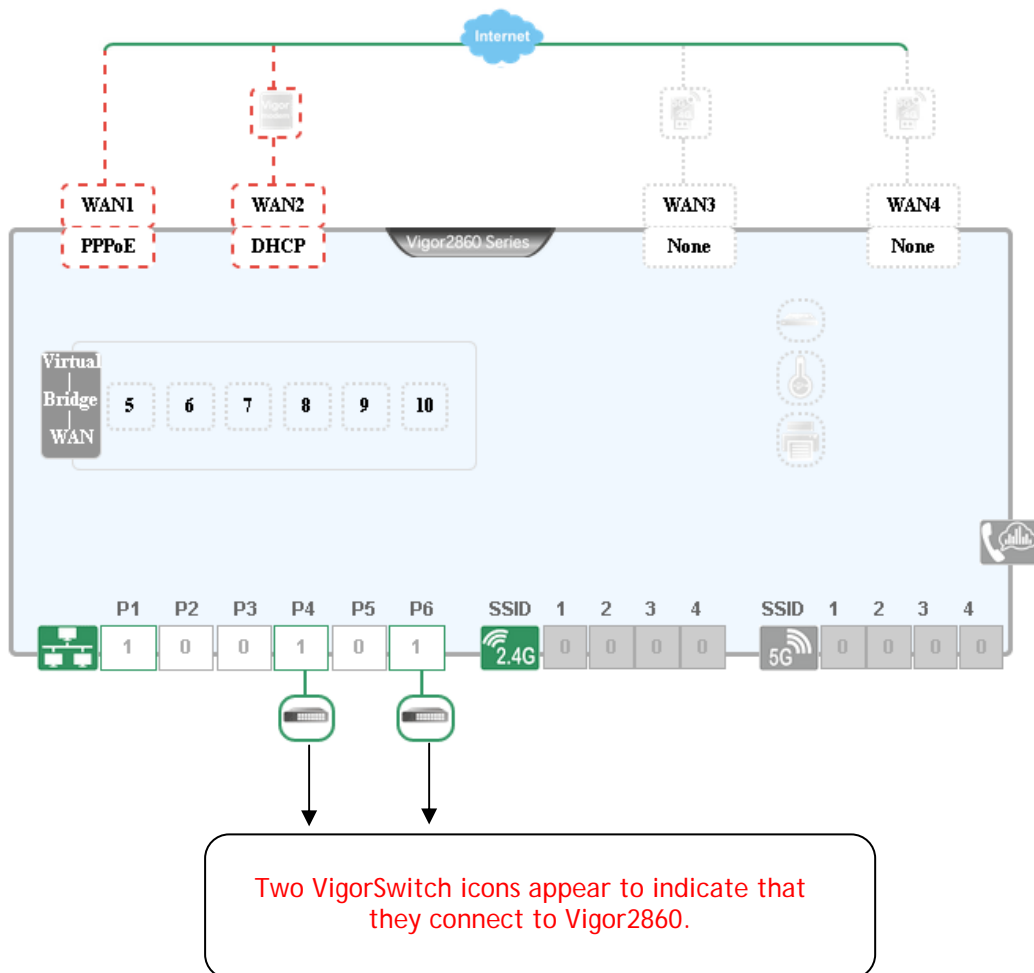 Internet
Vigor
WAN1 WAN2 WAN3 WAN4
PPPoE DHCP Vigor2860 Series None None
Virtual
Bridge
WAN
5 6 7 8 9 10
P1 P2 P3 P4 P5 P6 SSID 1 2 3 4 SSID 1 2 3 4
1 0 0 1 0 1 2.4G 0 0 0 0 5G 0 0 0 0
Two VigorSwitch icons appear to indicate that
they connect to Vigor2860.